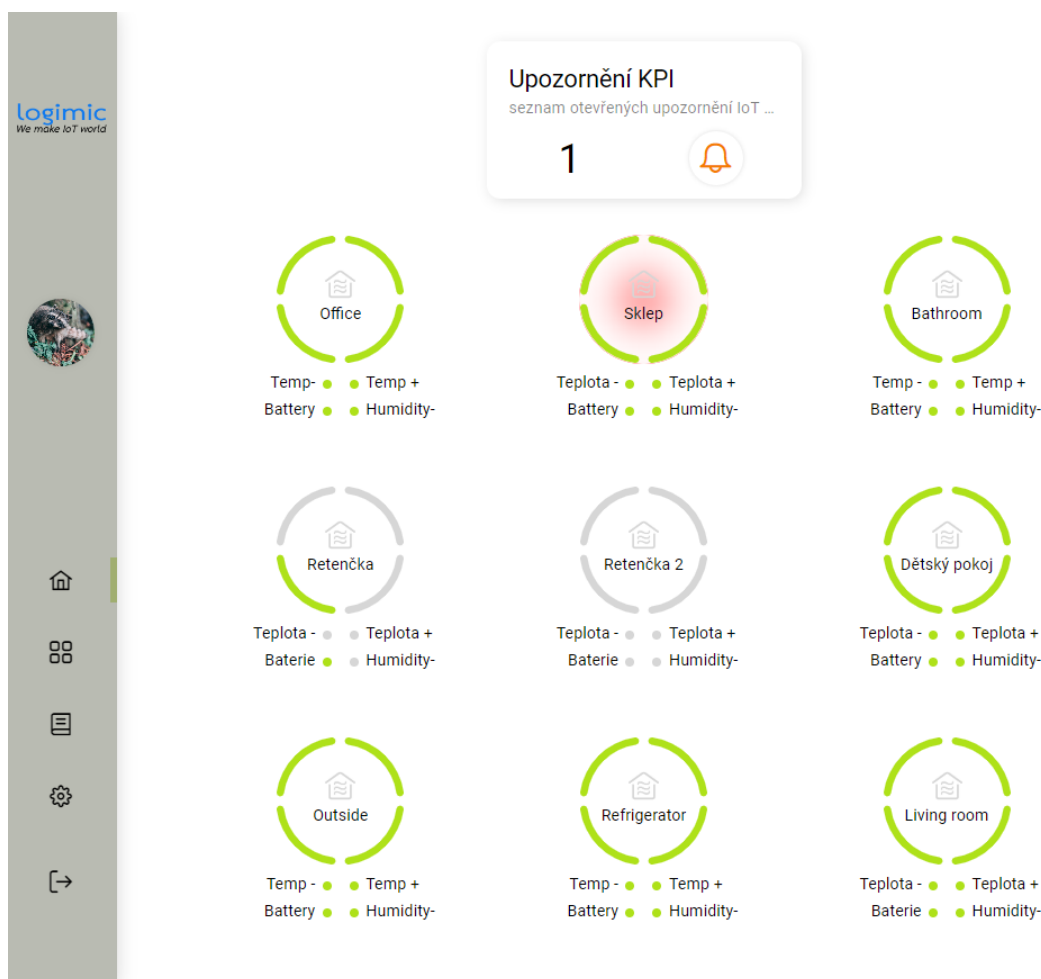 logimic
We make IoT world
Upozornění KPI
seznam otevřených upozornění IoT ...
1
Office
Temp- Temp +
Battery Humidity-
Sklep
Teplota - Teplota +
Battery Humidity-
Bathroom
Temp - Temp +
Battery Humidity-
Retenčka
Teplota - Teplota +
Baterie Humidity-
Retenčka 2
Teplota - Teplota +
Baterie Humidity-
Dětský pokoj
Teplota - Teplota +
Battery Humidity-
Outside
Temp - Temp +
Battery Humidity-
Refrigerator
Temp - Temp +
Battery Humidity-
Living room
Teplota - Teplota +
Baterie Humidity-